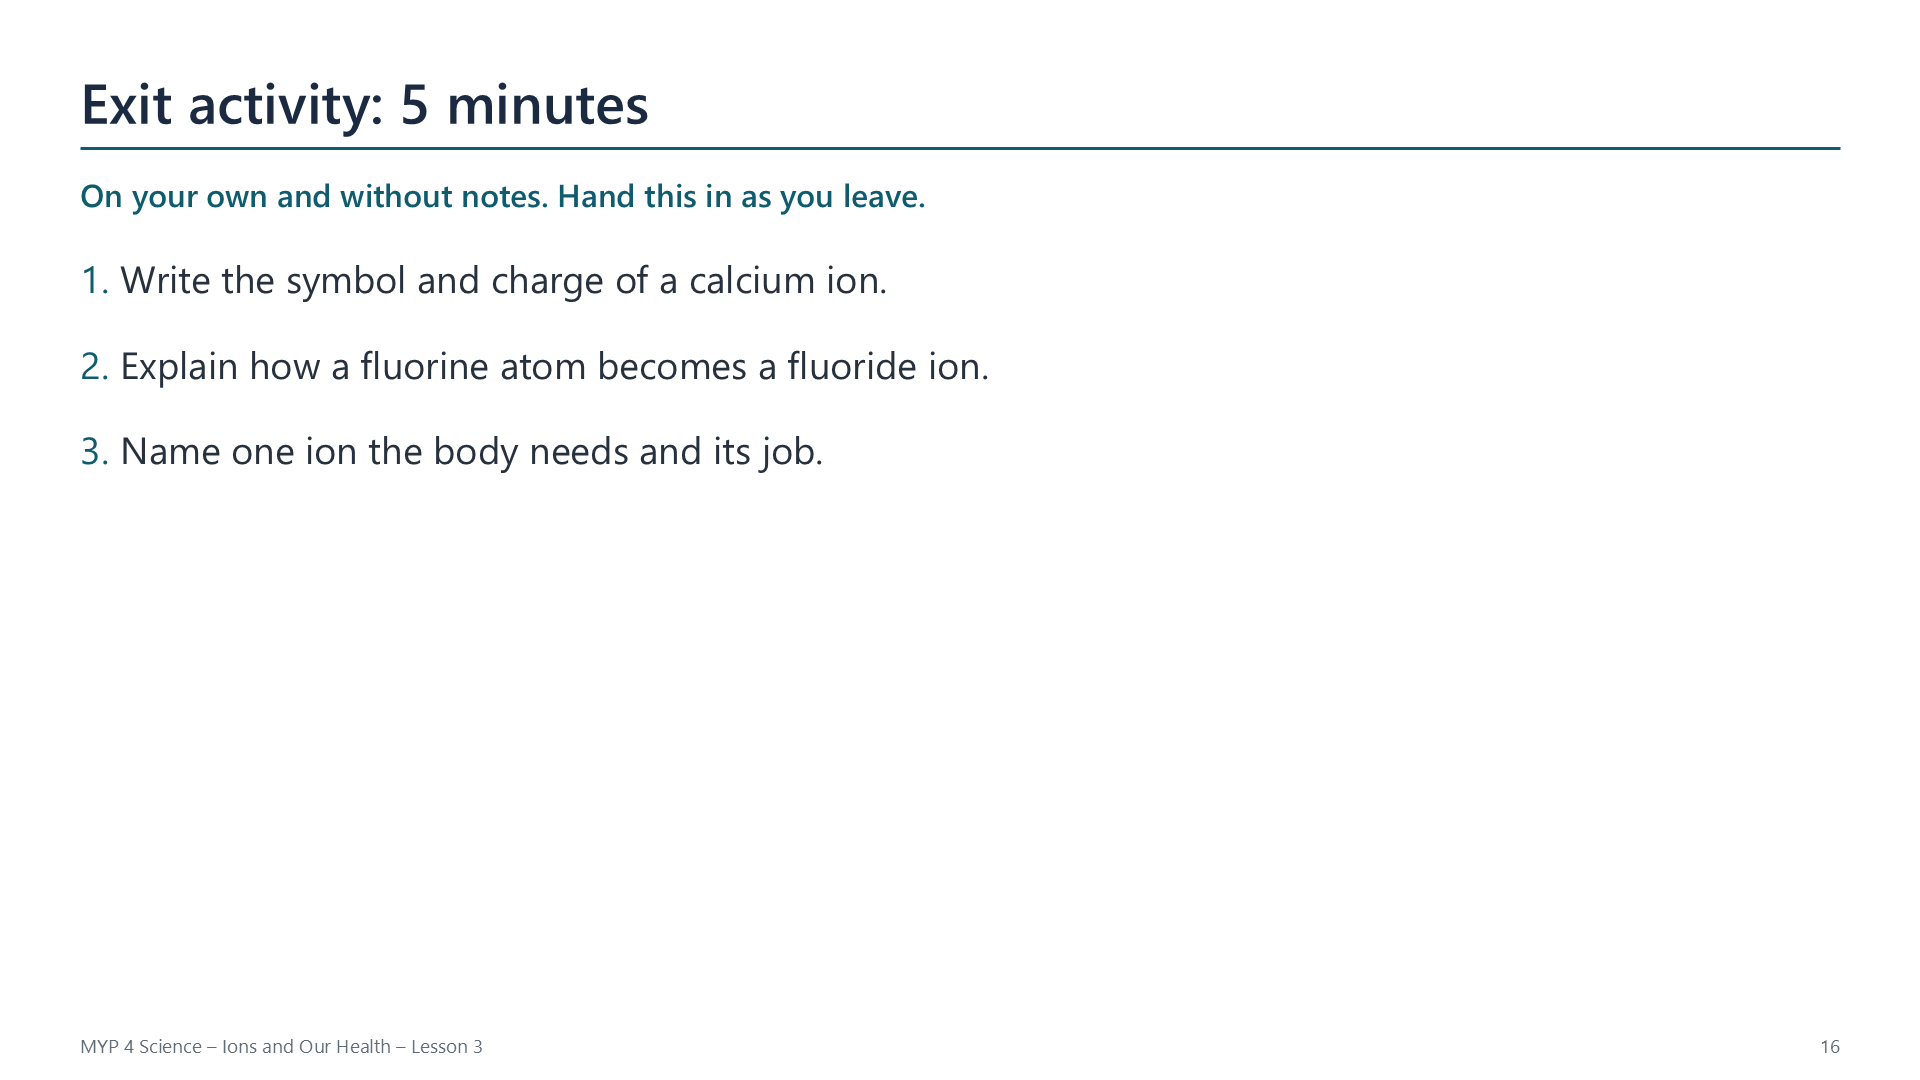 Exit activity: 5 minutes
On your own and without notes. Hand this in as you leave.
1. Write the symbol and charge of a calcium ion.
2. Explain how a fluorine atom becomes a fluoride ion.
3. Name one ion the body needs and its job.
MYP 4 Science – Ions and Our Health – Lesson 3
16